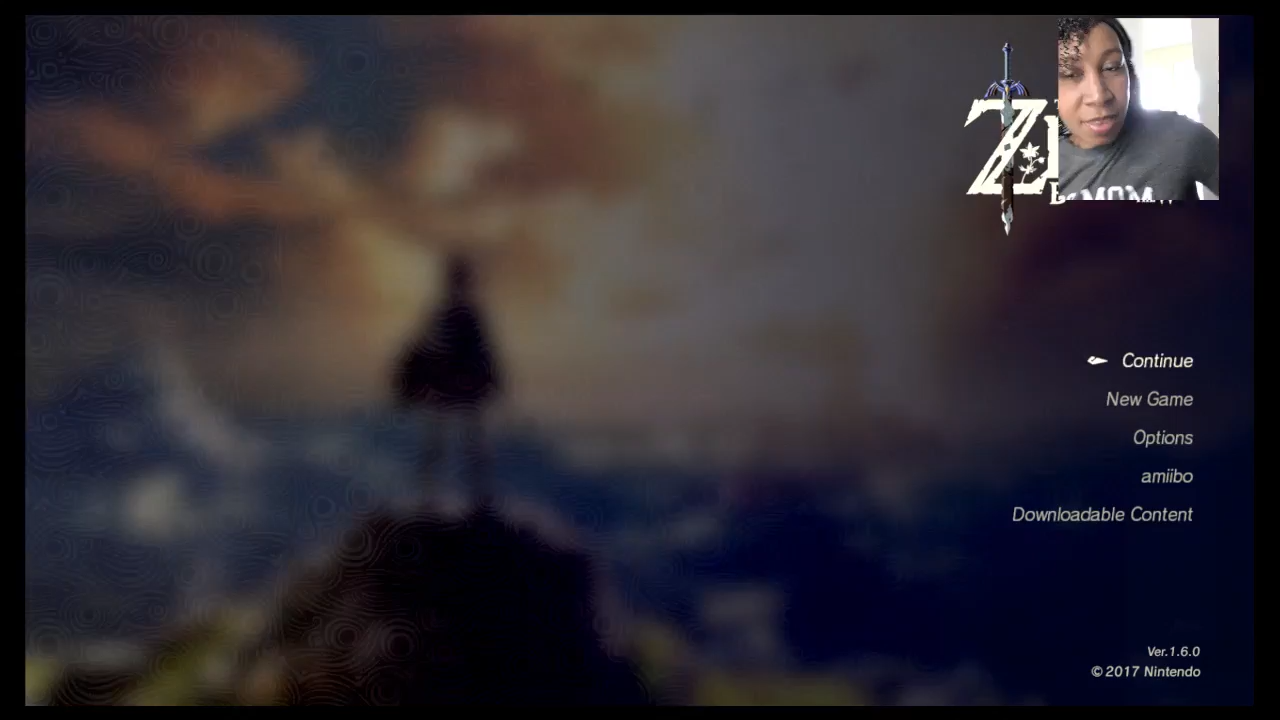 Continue
New Game
Options
amiibo
Downloadable Content
Ver.1.6.0
© 2017 Nintendo